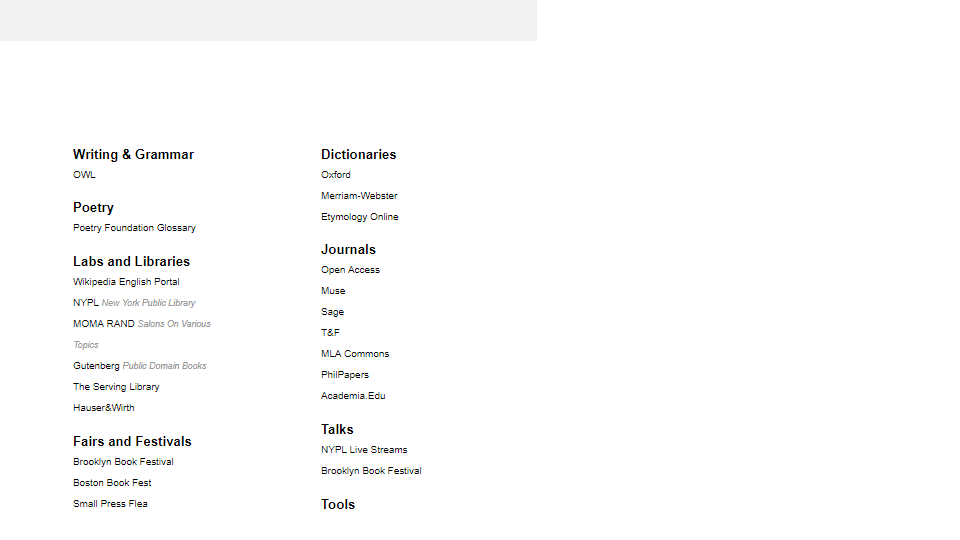 Writing & Grammar
OWL
Poetry
Poetry Foundation Glossary
Labs and Libraries
Wikipedia English Portal
NYPL New York Public Library
MOMA RAND Salons On Various
Topics
Gutenberg Public Domain Books
The Serving Library
Hauser&Wirth
Fairs and Festivals
Brooklyn Book Festival
Boston Book Fest
Small Press Flea
Dictionaries
Oxford
Merriam-Webster
Etymology Online
Journals
Open Access
Muse
Sage
T&F
MLA Commons
PhilPapers
Academia.Edu
Talks
NYPL Live Streams
Brooklyn Book Festival
Tools